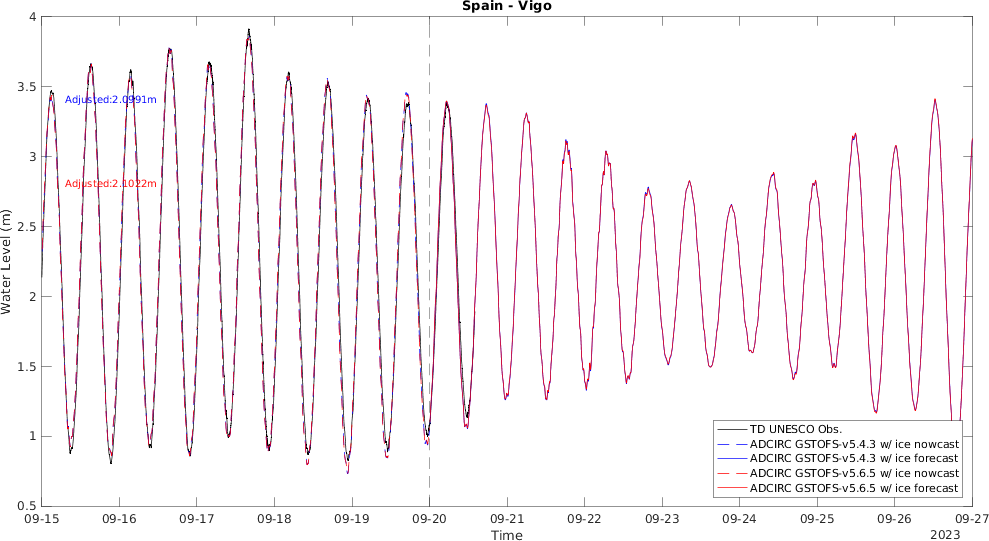 Spain - Vigo
4
3.5
3
2.5
2
1.5
1
0.5
Water Level (m)
Adjusted:2.0991m
Adjusted:2.1022m
TD UNESCO Obs.
ADCIRC GSTOFS-v5.4.3 w/ ice nowcast
ADCIRC GSTOFS-v5.4.3 w/ ice forecast
ADCIRC GSTOFS-v5.6.5 w/ ice nowcast
ADCIRC GSTOFS-v5.6.5 w/ ice forecast
09-15 09-16 09-17 09-18 09-19 09-20 09-21 09-22 09-23 09-24 09-25 09-26 09-27
Time
2023